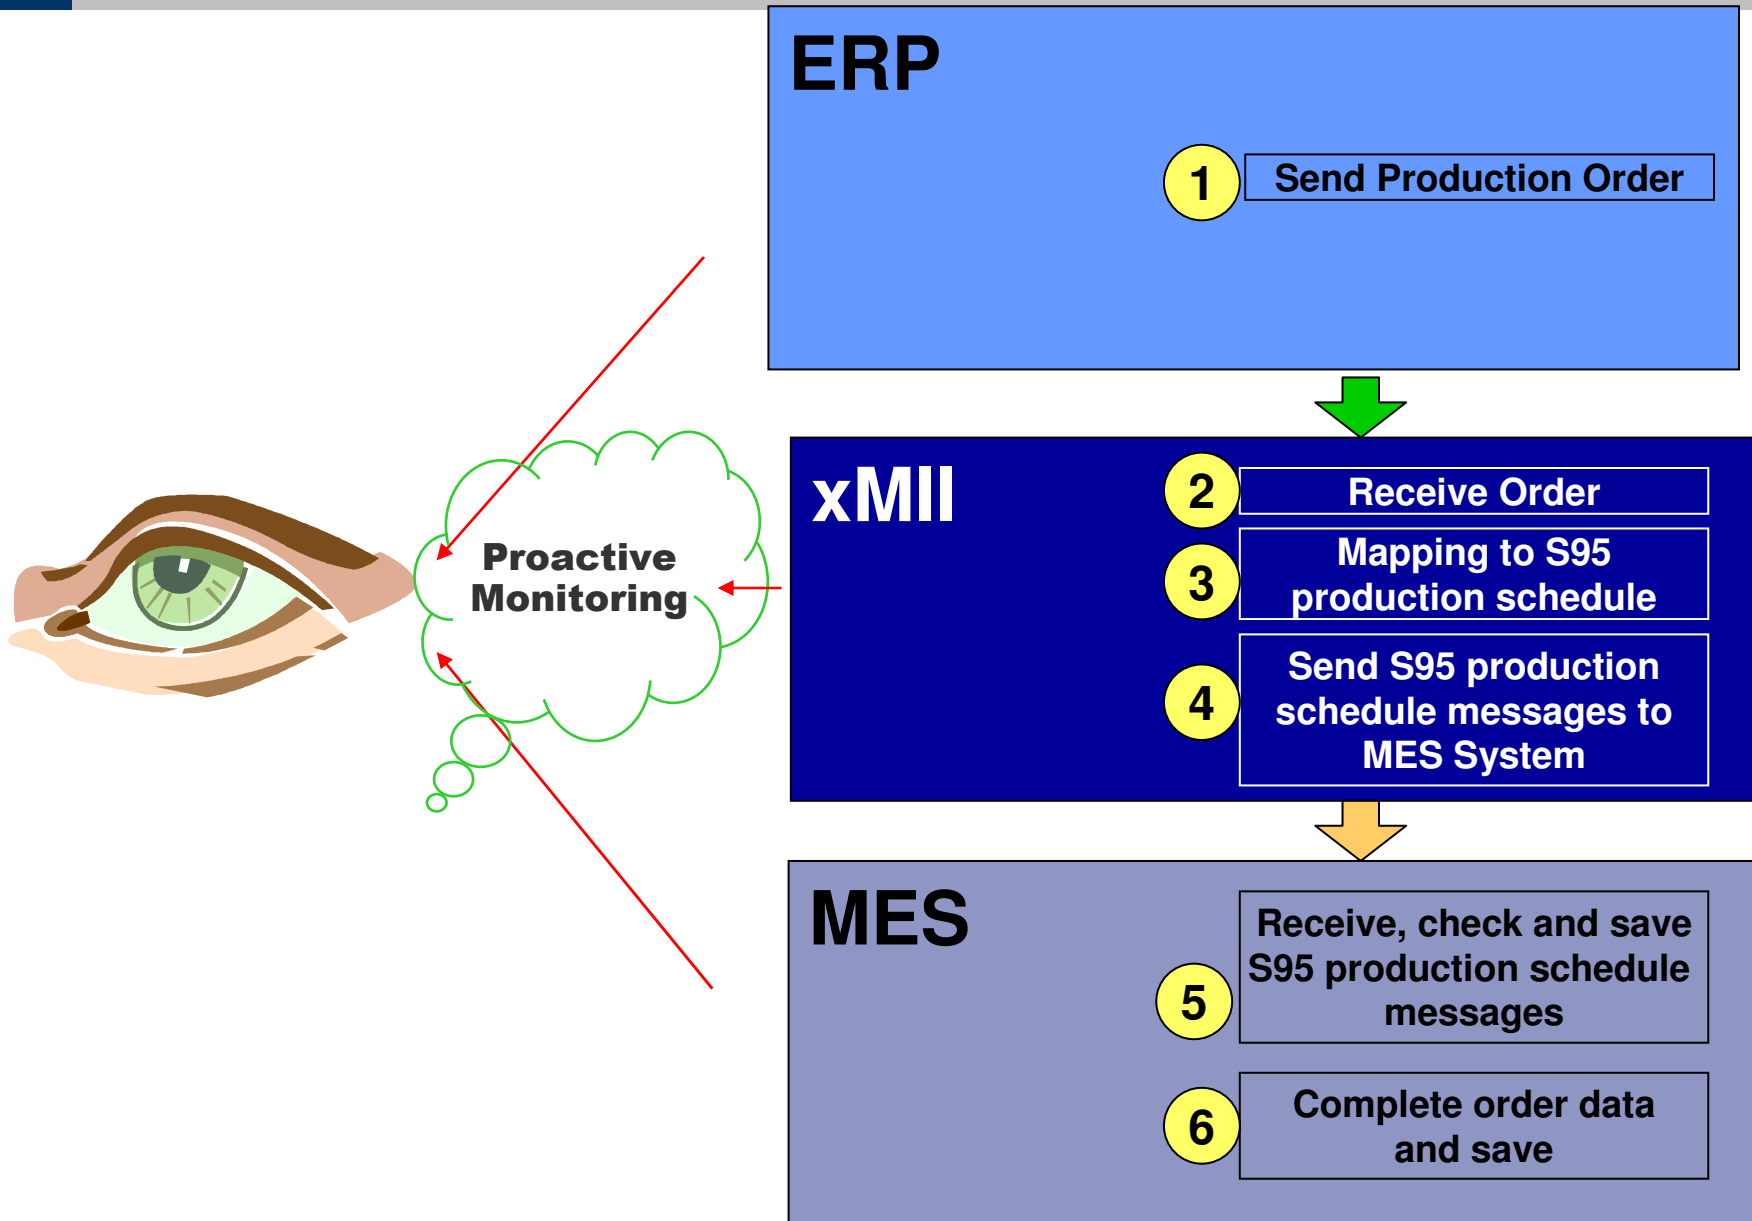 ERP
1
Send Production Order
xMII
2
Receive Order
3
Mapping to S95
production schedule
4
Send S95 production
schedule messages to
MES System
Proactive
Monitoring
MES
5
Receive, check and save
S95 production schedule
messages
6
Complete order data
and save